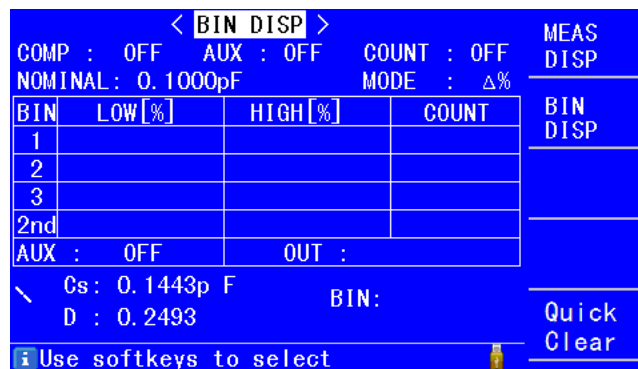 < BIN DISP >
COMP : OFF AUX : OFF COUNT : OFF
NOMINAL: 0.1000pF MODE : Δ%
BIN LOW[%] HIGH[%] COUNT
1
2
3
2nd
AUX : OFF OUT :
Cs: 0.1443p F BIN:
D : 0.2493
Use softkeys to select
MEAS
DISP
BIN
DISP
Quick
Clear